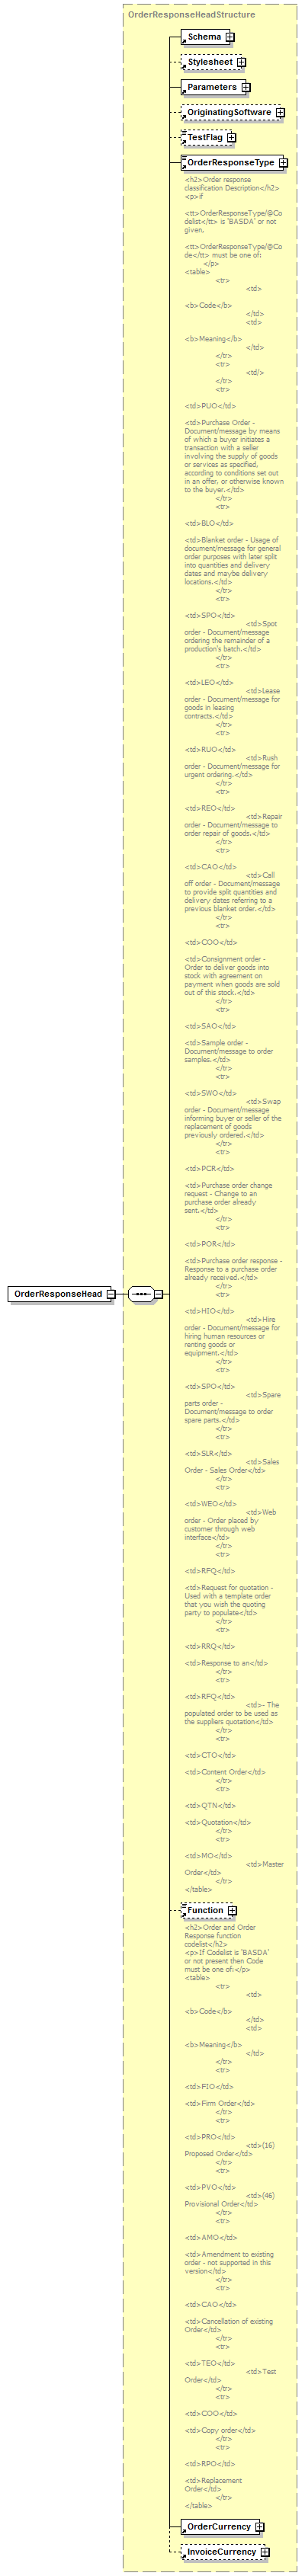 OrderResponseHeadStructure
Schema
Stylesheet
Parameters
OriginatingSoftware
TestFlag
OrderResponseType
<h2>Order response
classification Description</h2>
<p>if
<tt>OrderResponseType/@Co
delist</tt> is 'BASDA' or not
given,
<tt>OrderResponseType/@Co
de</tt> must be one of:
</p>
<table>
<tr>
<td>
<b>Code</b>
</td>
<td>
<b>Meaning</b>
</td>
</tr>
<tr>
<td/>
</tr>
<tr>
<td>PUO</td>
<td>Purchase Order -
Document/message by means
of which a buyer initiates a
transaction with a seller
involving the supply of goods
or services as specified,
according to conditions set out
in an offer, or otherwise known
to the buyer.</td>
</tr>
<tr>
<td>BLO</td>
<td>Blanket order - Usage of
document/message for general
order purposes with later split
into quantities and delivery
dates and maybe delivery
locations.</td>
</tr>
<tr>
<td>SPO</td>
<td>Spot
order - Document/message
ordering the remainder of a
production's batch.</td>
</tr>
<tr>
<td>LEO</td>
<td>Lease
order - Document/message for
goods in leasing
contracts.</td>
</tr>
<tr>
<td>RUO</td>
<td>Rush
order - Document/message for
urgent ordering.</td>
</tr>
<tr>
<td>REO</td>
<td>Repair
order - Document/message to
order repair of goods.</td>
</tr>
<tr>
<td>CAO</td>
<td>Call
off order - Document/message
to provide split quantities and
delivery dates referring to a
previous blanket order.</td>
</tr>
<tr>
<td>COO</td>
<td>Consignment order -
Order to deliver goods into
stock with agreement on
payment when goods are sold
out of this stock.</td>
</tr>
<tr>
<td>SAO</td>
<td>Sample order -
Document/message to order
samples.</td>
</tr>
<tr>
<td>SWO</td>
<td>Swap
order - Document/message
informing buyer or seller of the
replacement of goods
previously ordered.</td>
</tr>
<tr>
<td>PCR</td>
<td>Purchase order change
request - Change to an
purchase order already
sent.</td>
</tr>
<tr>
<td>POR</td>
<td>Purchase order response -
Response to a purchase order
already received.</td>
</tr>
<tr>
OrderResponseHead
<td>HIO</td>
<td>Hire
order - Document/message for
hiring human resources or
renting goods or
equipment.</td>
</tr>
<tr>
<td>SPO</td>
<td>Spare
parts order -
Document/message to order
spare parts.</td>
</tr>
<tr>
<td>SLR</td>
<td>Sales
Order - Sales Order</td>
</tr>
<tr>
<td>WEO</td>
<td>Web
order - Order placed by
customer through web
interface</td>
</tr>
<tr>
<td>RFQ</td>
<td>Request for quotation -
Used with a template order
that you wish the quoting
party to populate</td>
</tr>
<tr>
<td>RRQ</td>
<td>Response to an</td>
</tr>
<tr>
<td>RFQ</td>
<td>- The
populated order to be used as
the suppliers quotation</td>
</tr>
<tr>
<td>CTO</td>
<td>Content Order</td>
</tr>
<tr>
<td>QTN</td>
<td>Quotation</td>
</tr>
<tr>
<td>MO</td>
<td>Master
Order</td>
</tr>
</table>
Function
<h2>Order and Order
Response function
codelist</h2>
<p>If Codelist is 'BASDA'
or not present then Code
must be one of:</p>
<table>
<tr>
<td>
<b>Code</b>
</td>
<td>
<b>Meaning</b>
</td>
</tr>
<tr>
<td>FIO</td>
<td>Firm Order</td>
</tr>
<tr>
<td>PRO</td>
<td>(16)
Proposed Order</td>
</tr>
<tr>
<td>PVO</td>
<td>(46)
Provisional Order</td>
</tr>
<tr>
<td>AMO</td>
<td>Amendment to existing
order - not supported in this
version</td>
</tr>
<tr>
<td>CAO</td>
<td>Cancellation of existing
Order</td>
</tr>
<tr>
<td>TEO</td>
<td>Test
Order</td>
</tr>
<tr>
<td>COO</td>
<td>Copy order</td>
</tr>
<tr>
<td>RPO</td>
<td>Replacement
Order</td>
</tr>
</table>
OrderCurrency
InvoiceCurrency